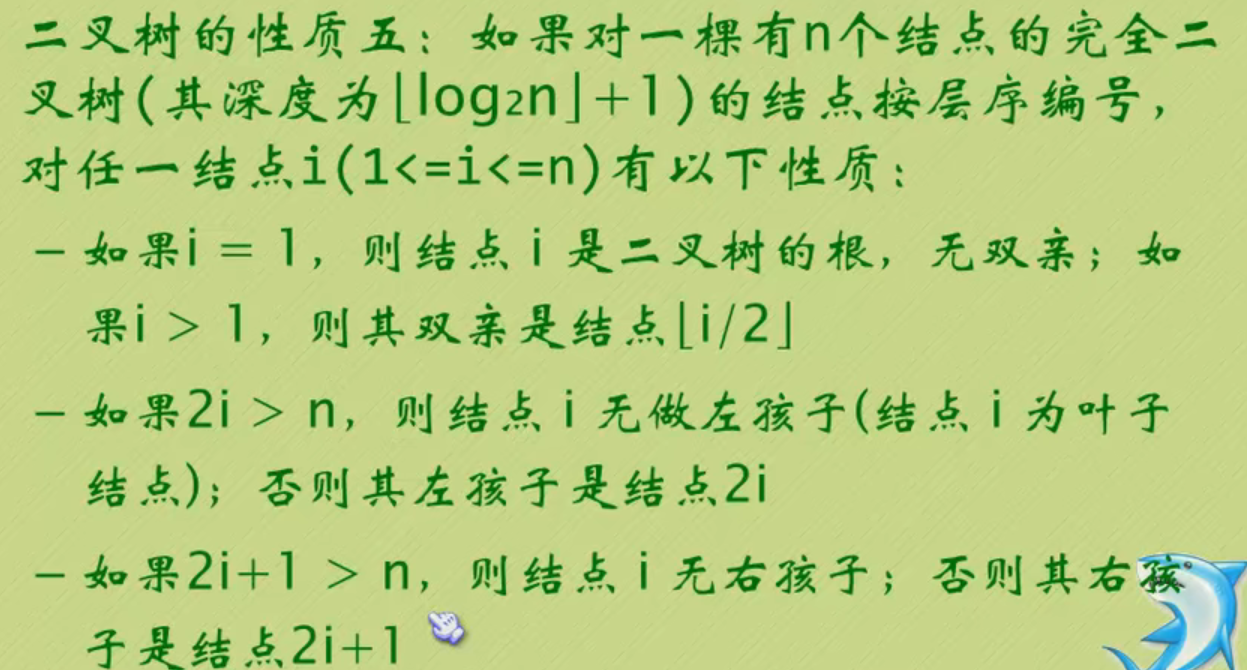 二叉树的性质五：如果对一棵有n个结点的完全二
叉树(其深度为⌊log₂n⌋+1)的结点按层序编号，
对任一结点i(1<=i<=n)有以下性质：
– 如果i = 1，则结点 i 是二叉树的根，无双亲；如
果i > 1，则其双亲是结点⌊i/2⌋
– 如果2i > n，则结点 i 无做左孩子(结点 i 为叶子
结点)；否则其左孩子是结点2i
– 如果2i+1 > n，则结点 i 无右孩子；否则其右孩
子是结点2i+1